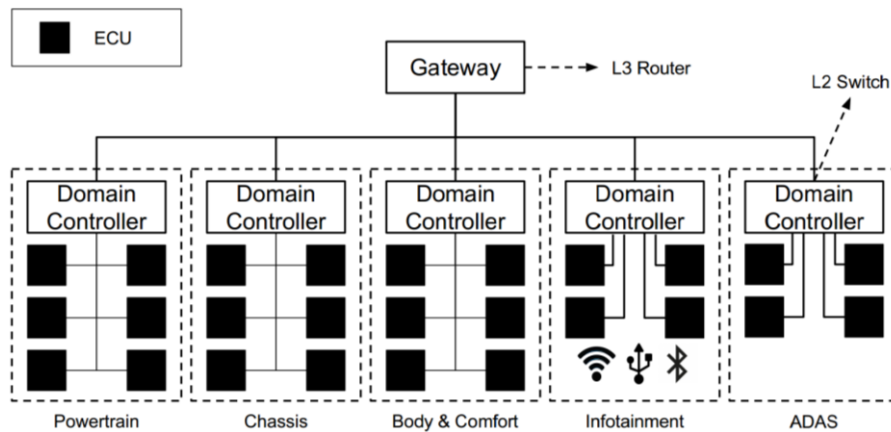 ECU
Gateway
L3 Router
L2 Switch
Domain
Controller
Domain
Controller
Domain
Controller
Domain
Controller
Domain
Controller
Powertrain
Chassis
Body & Comfort
Infotainment
ADAS